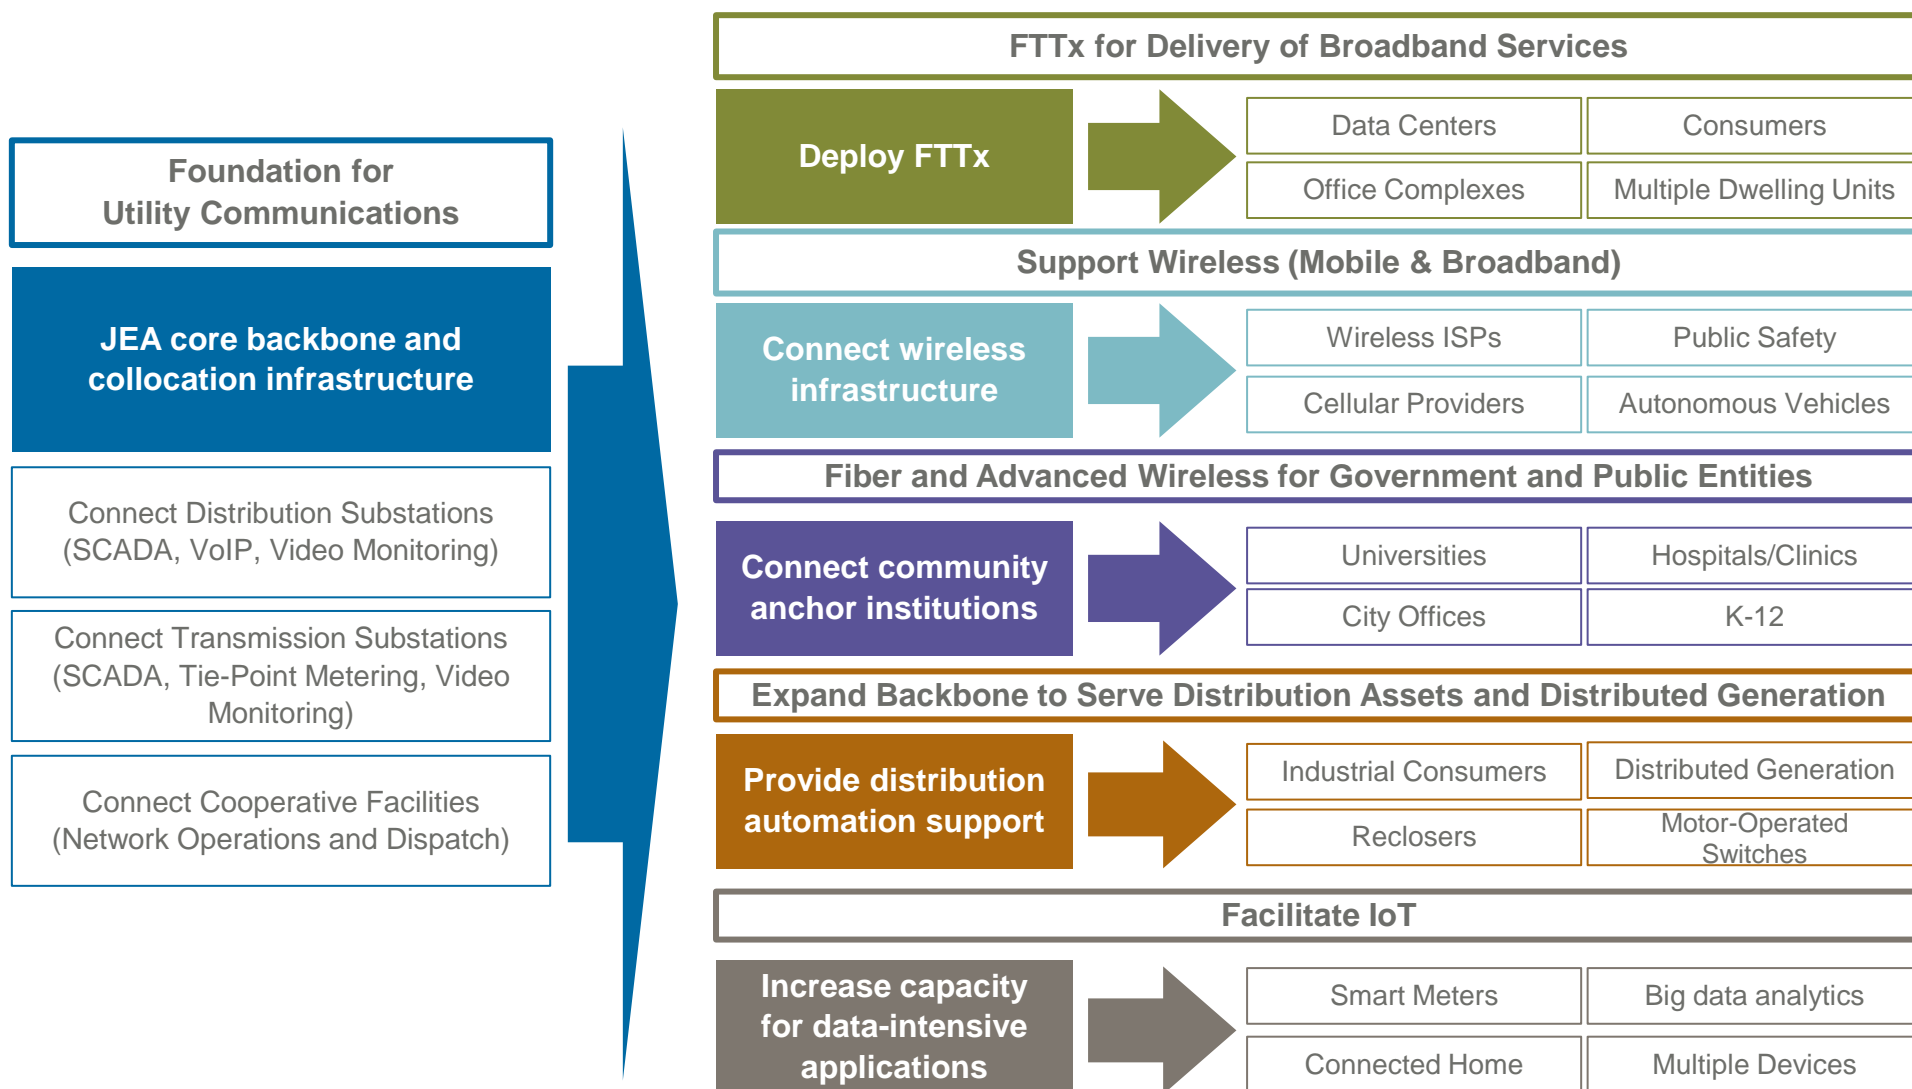 Foundation for
Utility Communications
JEA core backbone and
collocation infrastructure
Connect Distribution Substations
(SCADA, VoIP, Video Monitoring)
Connect Transmission Substations
(SCADA, Tie-Point Metering, Video
Monitoring)
Connect Cooperative Facilities
(Network Operations and Dispatch)
FTTx for Delivery of Broadband Services
Deploy FTTx
Data Centers
Consumers
Office Complexes
Multiple Dwelling Units
Support Wireless (Mobile & Broadband)
Connect wireless
infrastructure
Wireless ISPs
Public Safety
Cellular Providers
Autonomous Vehicles
Fiber and Advanced Wireless for Government and Public Entities
Connect community
anchor institutions
Universities
Hospitals/Clinics
City Offices
K-12
Expand Backbone to Serve Distribution Assets and Distributed Generation
Provide distribution
automation support
Industrial Consumers
Distributed Generation
Reclosers
Motor-Operated
Switches
Facilitate IoT
Increase capacity
for data-intensive
applications
Smart Meters
Big data analytics
Connected Home
Multiple Devices